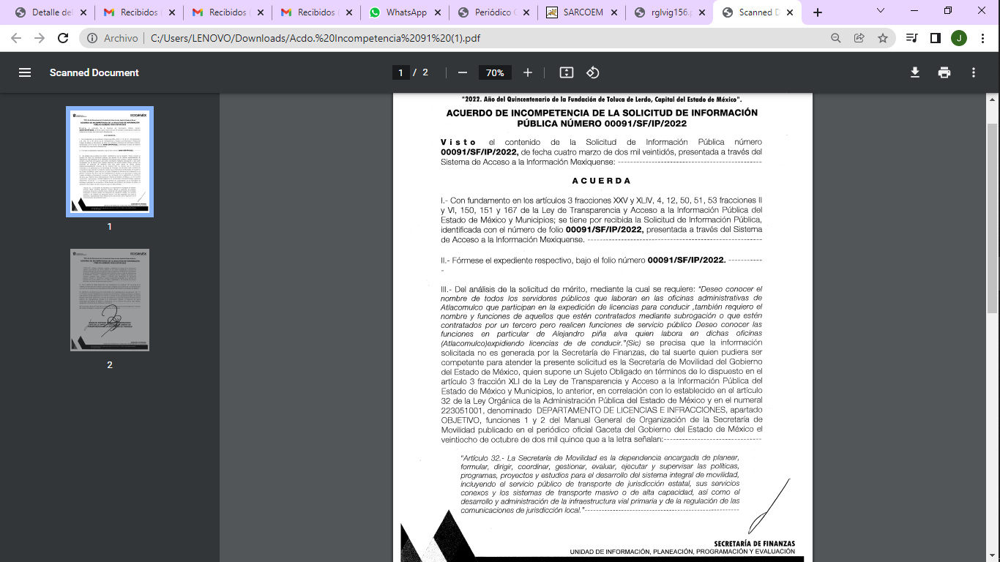 Detalle del
Recibidos
Recibidos
Recibidos
WhatsApp
Periódico
SARCOEM
rglvig156.p
Scanned D
Archivo
C:/Users/LENOVO/Downloads/Acdo.%20Incompetencia%2091%20(1).pdf
J
Scanned Document
1 / 2
70%
1
2
"2022. Año del Quincentenario de la Fundación de Toluca de Lerdo, Capital del Estado de México".
ACUERDO DE INCOMPETENCIA DE LA SOLICITUD DE INFORMACIÓN
PÚBLICA NÚMERO 00091/SF/IP/2022
Visto el contenido de la Solicitud de Información Pública número
00091/SF/IP/2022, de fecha cuatro marzo de dos mil veintidós, presentada a través del
Sistema de Acceso a la Información Mexiquense.
A C U E R D A
I.- Con fundamento en los artículos 3 fracciones XXV y XLIV, 4, 12, 50, 51, 53 fracciones II
y VI, 150, 151 y 167 de la Ley de Transparencia y Acceso a la Información Pública del
Estado de México y Municipios; se tiene por recibida la Solicitud de Información Pública,
identificada con el número de folio 00091/SF/IP/2022, presentada a través del Sistema
de Acceso a la Información Mexiquense.
II.- Fórmese el expediente respectivo, bajo el folio número 00091/SF/IP/2022.
III.- Del análisis de la solicitud de mérito, mediante la cual se requiere: "Deseo conocer el
nombre de todos los servidores públicos que laboran en las oficinas administrativas de
Atlacomulco que participan en la expedición de licencias para conducir ,también requiero el
nombre y funciones de aquellos que estén contratados mediante subrogación o que estén
contratados por un tercero pero realicen funciones de servicio público Deseo conocer las
funciones en particular de Alejandro piña alva quien labora en dichas oficinas
(Atlacomulco)expidiendo licencias de de conducir."(Sic) se precisa que la información
solicitada no es generada por la Secretaría de Finanzas, de tal suerte quien pudiera ser
competente para atender la presente solicitud es la Secretaría de Movilidad del Gobierno
del Estado de México, quien supone un Sujeto Obligado en términos de lo dispuesto en el
artículo 3 fracción XLI de la Ley de Transparencia y Acceso a la Información Pública del
Estado de México y Municipios, lo anterior, en correlación con lo establecido en el artículo
32 de la Ley Orgánica de la Administración Pública del Estado de México y en el numeral
223051001, denominado DEPARTAMENTO DE LICENCIAS E INFRACCIONES, apartado
OBJETIVO, funciones 1 y 2 del Manual General de Organización de la Secretaría de
Movilidad publicado en el periódico oficial Gaceta del Gobierno del Estado de México el
veintiocho de octubre de dos mil quince que a la letra señalan:
"Artículo 32.- La Secretaría de Movilidad es la dependencia encargada de planear,
formular, dirigir, coordinar, gestionar, evaluar, ejecutar y supervisar las políticas,
programas, proyectos y estudios para el desarrollo del sistema integral de movilidad,
incluyendo el servicio público de transporte de jurisdicción estatal, sus servicios
conexos y los sistemas de transporte masivo o de alta capacidad, así como el
desarrollo y administración de la infraestructura vial primaria y de la regulación de las
comunicaciones de jurisdicción local."
SECRETARÍA DE FINANZAS
UNIDAD DE INFORMACIÓN, PLANEACIÓN, PROGRAMACIÓN Y EVALUACIÓN